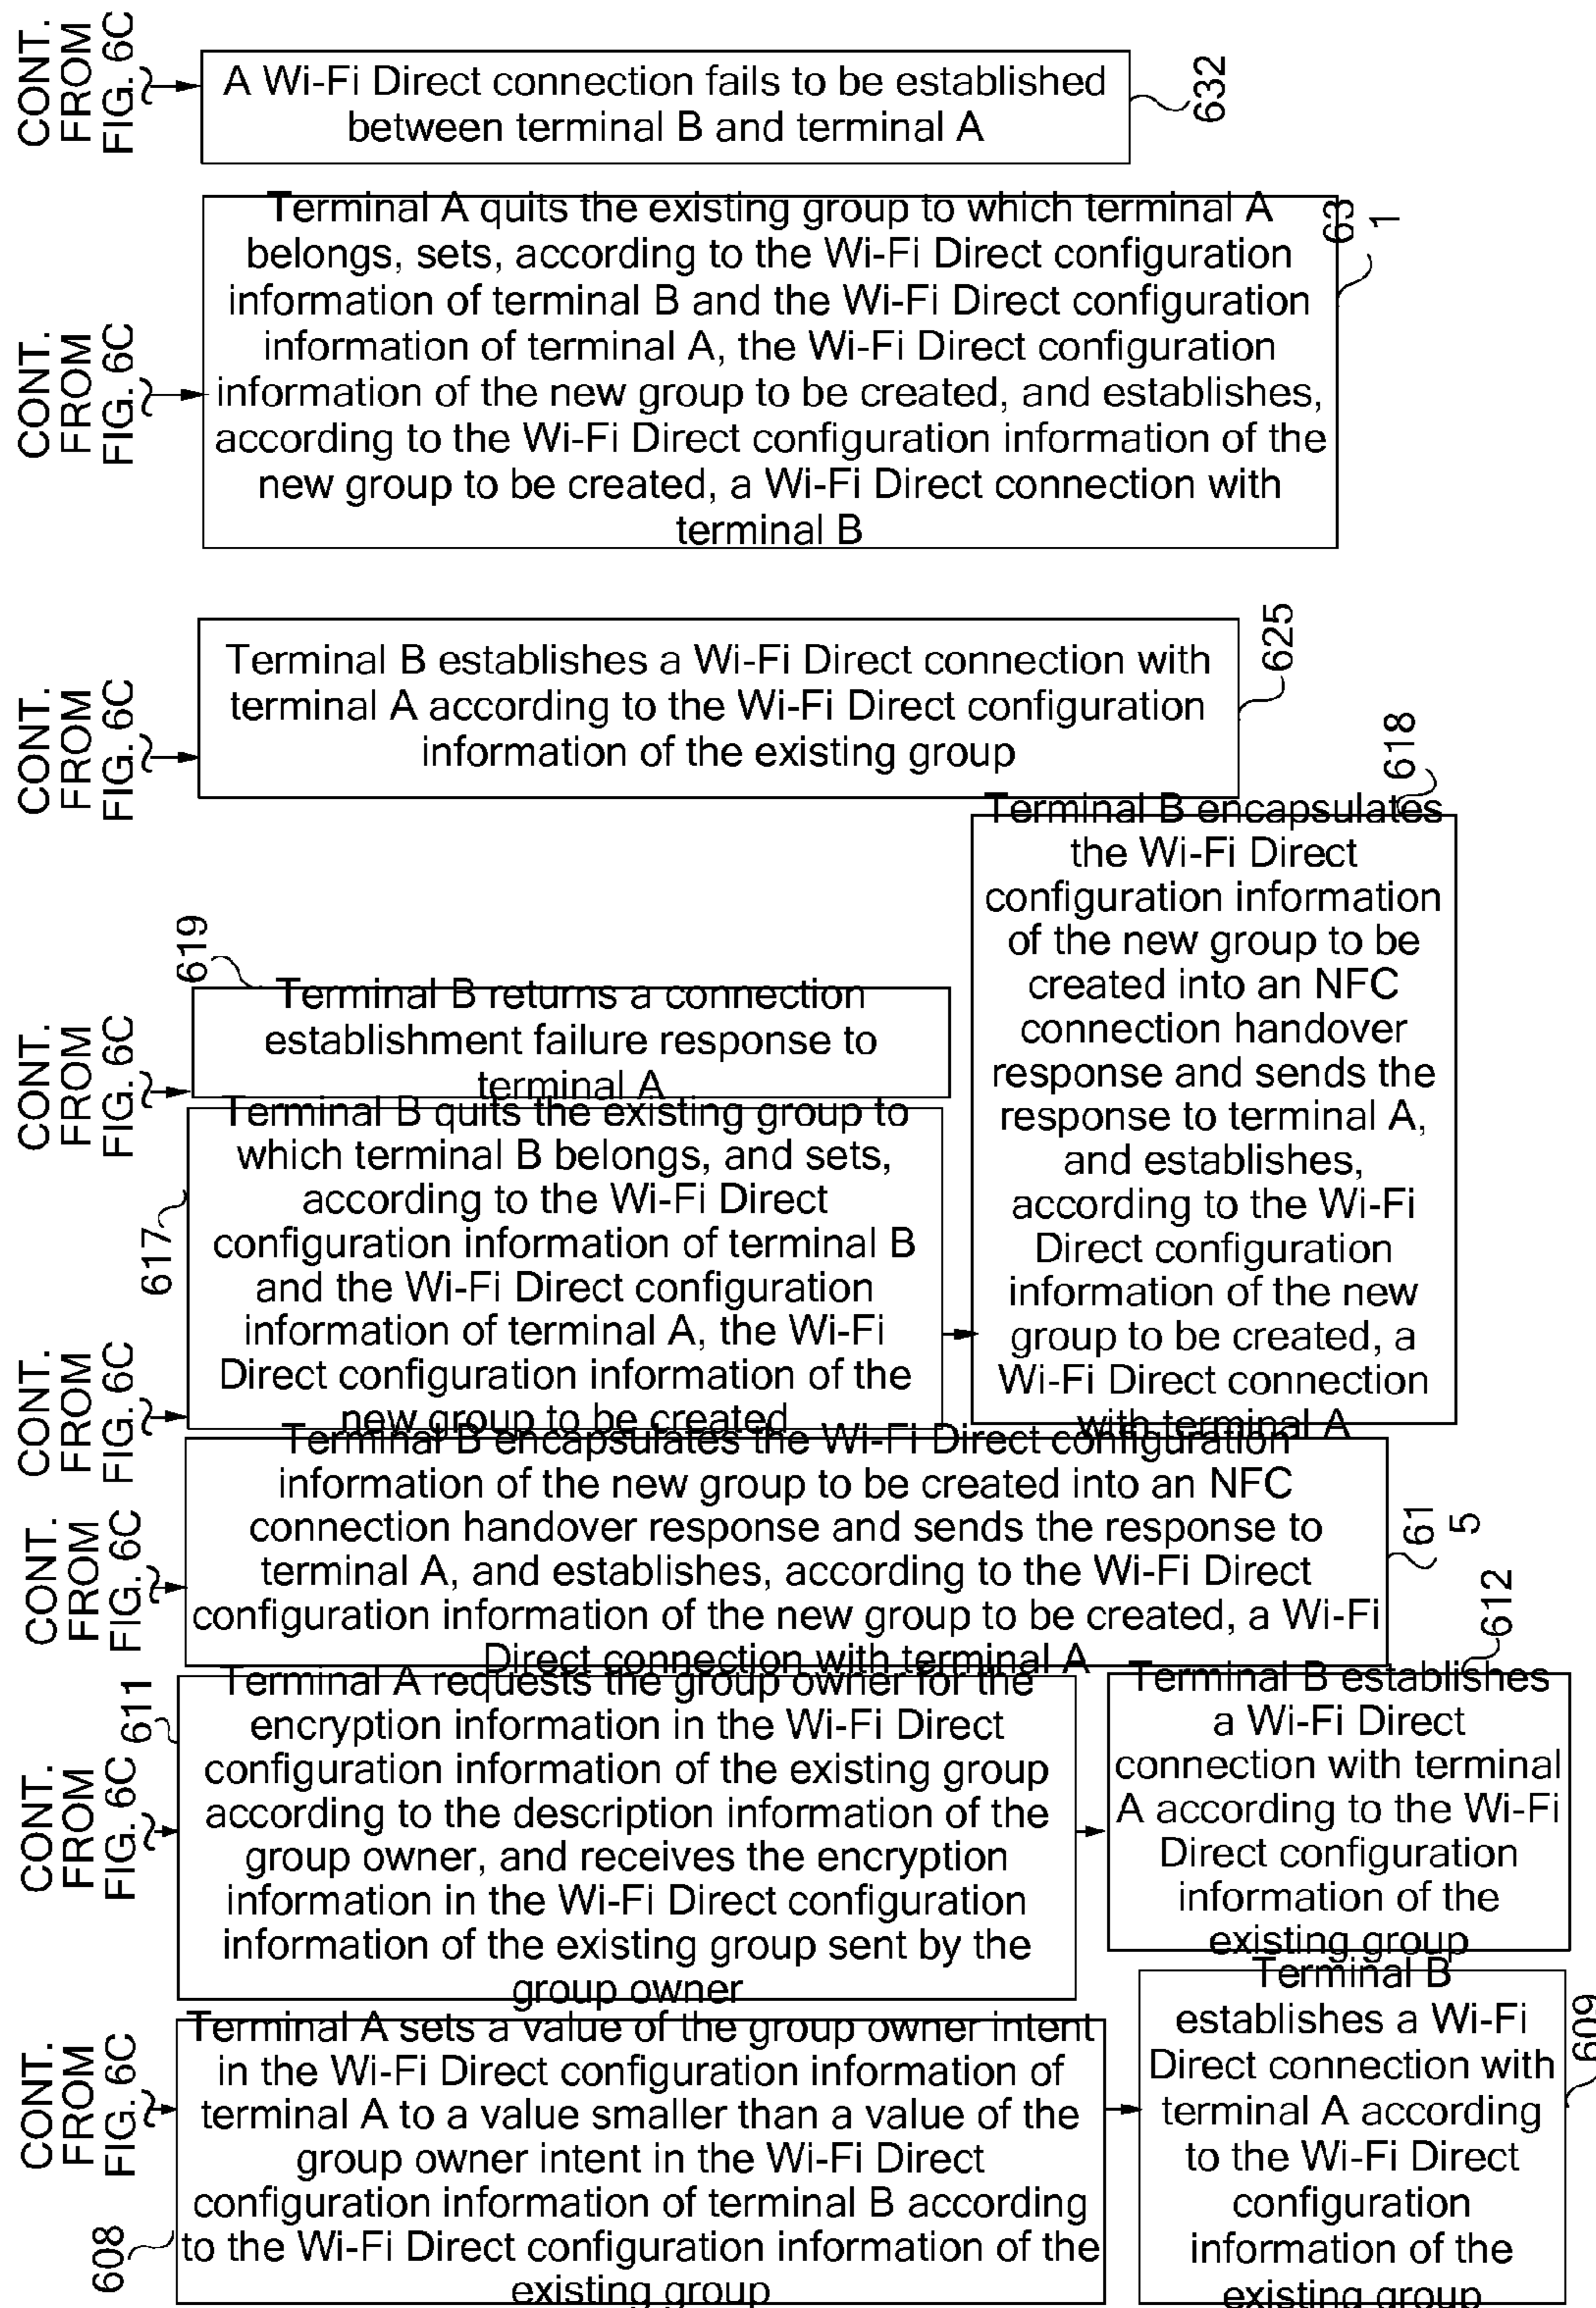 CONT.
FROM
FIG. 6C
A Wi-Fi Direct connection fails to be established
between terminal B and terminal A
632
CONT.
FROM
FIG. 6C
Terminal A quits the existing group to which terminal A
belongs, sets, according to the Wi-Fi Direct configuration
information of terminal B and the Wi-Fi Direct configuration
information of terminal A, the Wi-Fi Direct configuration
information of the new group to be created, and establishes,
according to the Wi-Fi Direct configuration information of the
new group to be created, a Wi-Fi Direct connection with
terminal B
63
1
CONT.
FROM
FIG. 6C
Terminal B establishes a Wi-Fi Direct connection with
terminal A according to the Wi-Fi Direct configuration
information of the existing group
625
CONT.
FROM
FIG. 6C
619
Terminal B returns a connection
establishment failure response to
terminal A
CONT.
FROM
FIG. 6C
617
Terminal B quits the existing group to
which terminal B belongs, and sets,
according to the Wi-Fi Direct
configuration information of terminal B
and the Wi-Fi Direct configuration
information of terminal A, the Wi-Fi
Direct configuration information of the
new group to be created
618
Terminal B encapsulates
the Wi-Fi Direct
configuration information
of the new group to be
created into an NFC
connection handover
response and sends the
response to terminal A,
and establishes,
according to the Wi-Fi
Direct configuration
information of the new
group to be created, a
Wi-Fi Direct connection
with terminal A
CONT.
FROM
FIG. 6C
Terminal B encapsulates the Wi-Fi Direct configuration
information of the new group to be created into an NFC
connection handover response and sends the response to
terminal A, and establishes, according to the Wi-Fi Direct
configuration information of the new group to be created, a Wi-Fi
Direct connection with terminal A
61
5
CONT.
FROM
FIG. 6C
611
Terminal A requests the group owner for the
encryption information in the Wi-Fi Direct
configuration information of the existing group
according to the description information of the
group owner, and receives the encryption
information in the Wi-Fi Direct configuration
information of the existing group sent by the
group owner
612
Terminal B establishes
a Wi-Fi Direct
connection with terminal
A according to the Wi-Fi
Direct configuration
information of the
existing group
CONT.
FROM
FIG. 6C
608
Terminal A sets a value of the group owner intent
in the Wi-Fi Direct configuration information of
terminal A to a value smaller than a value of the
group owner intent in the Wi-Fi Direct
configuration information of terminal B according
to the Wi-Fi Direct configuration information of the
existing group
Terminal B
establishes a Wi-Fi
Direct connection with
terminal A according
to the Wi-Fi Direct
configuration
information of the
existing group
609